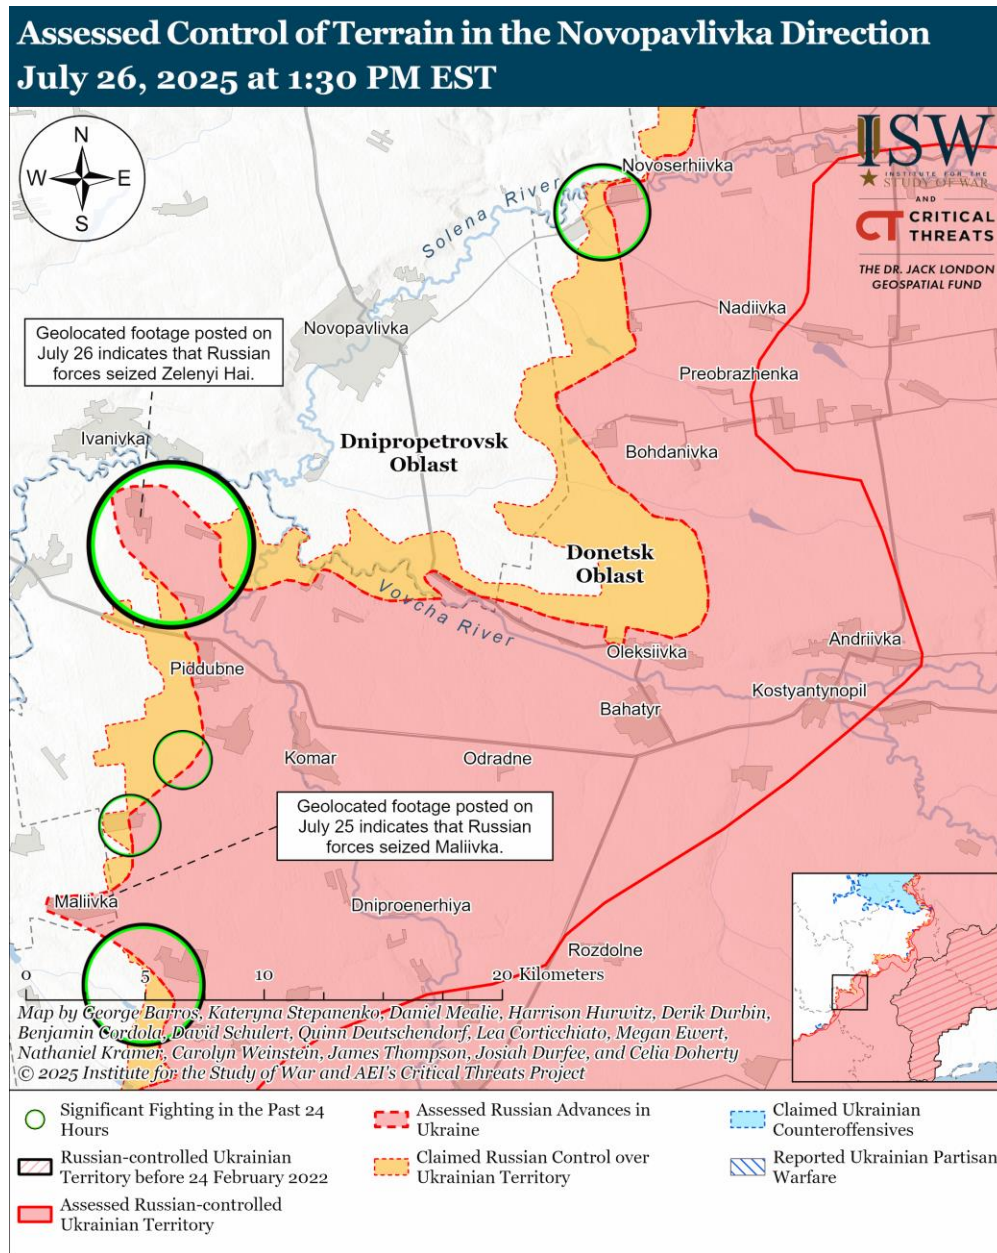 Assessed Control of Terrain in the Novopavlivka Direction
July 26, 2025 at 1:30 PM EST
N
W
E
S
ISW
INSTITUTE FOR THE
STUDY OF WAR
AND
CT CRITICAL
THREATS
THE DR. JACK LONDON
GEOSPATIAL FUND
Novoserhiivka
Solena River
Nadiivka
Novopavlivka
Geolocated footage posted on
July 26 indicates that Russian
forces seized Zelenyi Hai.
Preobrazhenka
Ivanivka
Dnipropetrovsk
Oblast
Bohdanivka
Donetsk
Oblast
Vovcha River
Oleksiivka
Andriivka
Piddubne
Kostyantynopil
Bahatyr
Komar
Odradne
Geolocated footage posted on
July 25 indicates that Russian
forces seized Maliivka.
Maliivka
Dniproenerhiya
Rozdolne
0 5 10 20 Kilometers
Map by George Barros, Kateryna Stepanenko, Daniel Mealie, Harrison Hurwitz, Derik Durbin,
Benjamin Cordola, David Schulert, Quinn Deutschendorf, Lea Corticchiato, Megan Ewert,
Nathaniel Kramer, Carolyn Weinstein, James Thompson, Josiah Durfee, and Celia Doherty
© 2025 Institute for the Study of War and AEI's Critical Threats Project
Significant Fighting in the Past 24
Hours
Russian-controlled Ukrainian
Territory before 24 February 2022
Assessed Russian-controlled
Ukrainian Territory
Assessed Russian Advances in
Ukraine
Claimed Russian Control over
Ukrainian Territory
Claimed Ukrainian
Counteroffensives
Reported Ukrainian Partisan
Warfare